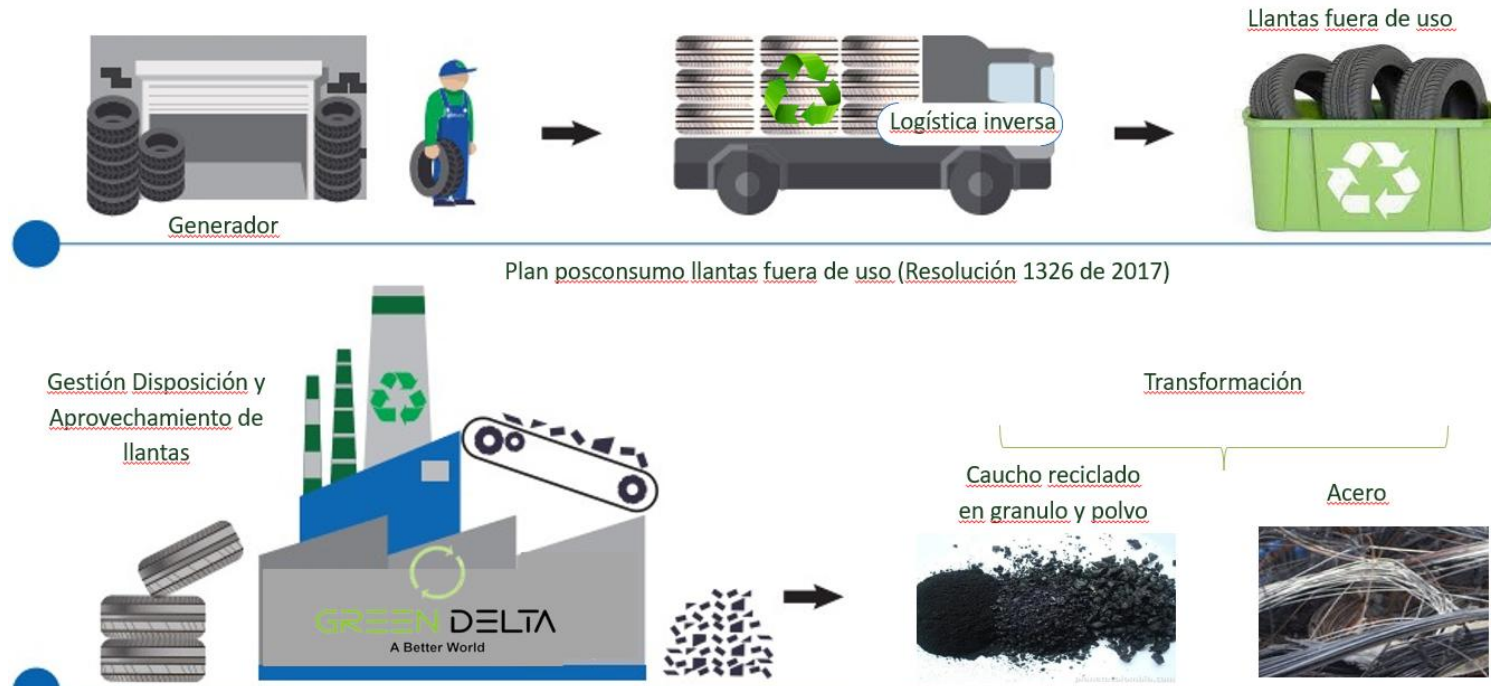 Llantas fuera de uso
Logística inversa
Generador
Plan posconsumo llantas fuera de uso (Resolución 1326 de 2017)
Gestión Disposición y
Aprovechamiento de
llantas
Transformación
Caucho reciclado
en granulo y polvo
Acero
GREEN DELTA
A Better World